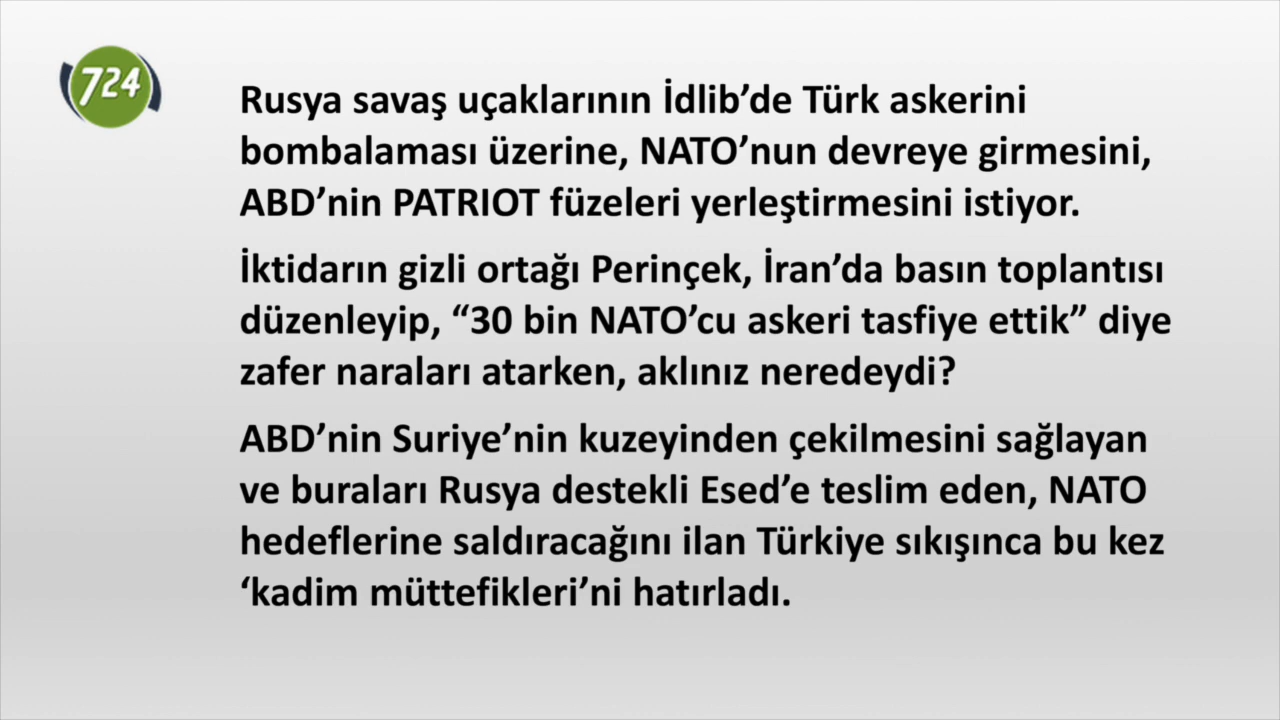 724
Rusya savaş uçaklarının İdlib’de Türk askerini
bombalaması üzerine, NATO’nun devreye girmesini,
ABD’nin PATRIOT füzeleri yerleştirmesini istiyor.
İktidarın gizli ortağı Perinçek, İran’da basın toplantısı
düzenleyip, “30 bin NATO’cu askeri tasfiye ettik” diye
zafer naraları atarken, aklınız neredeydi?
ABD’nin Suriye’nin kuzeyinden çekilmesini sağlayan
ve buraları Rusya destekli Esed’e teslim eden, NATO
hedeflerine saldıracağını ilan Türkiye sıkışınca bu kez
‘kadim müttefikleri’ni hatırladı.